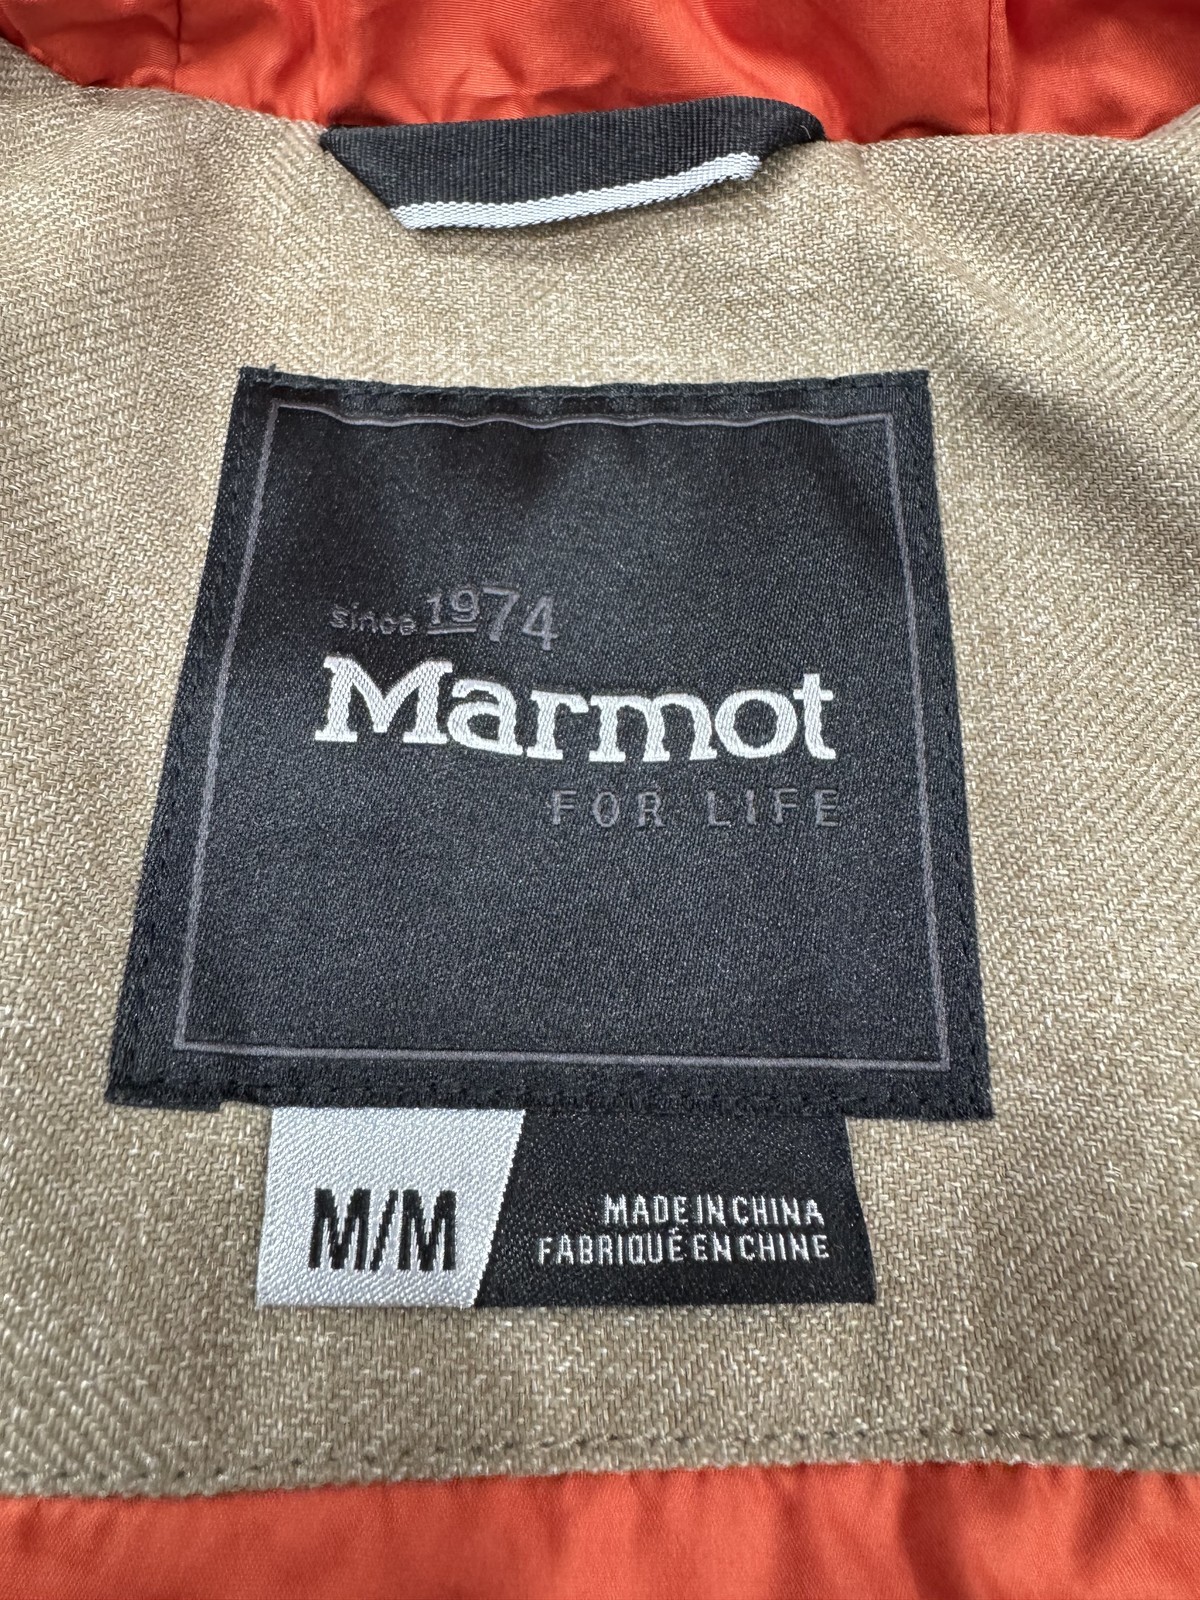 since 1974
Marmot
FOR LIFE
M/M
MADE IN CHINA
FABRIQUÉ EN CHINE